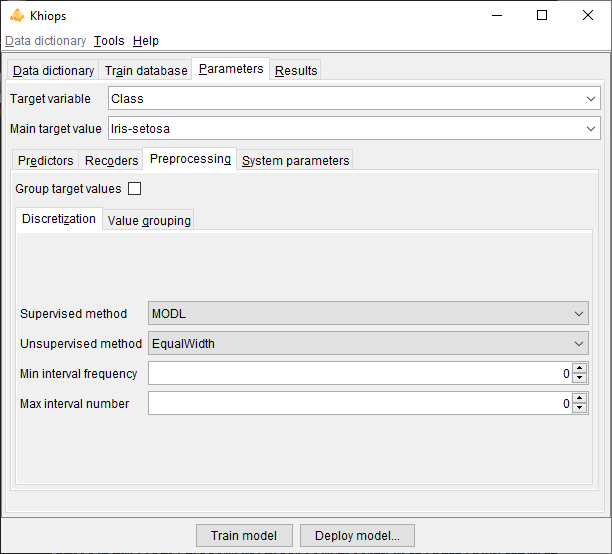 Khiops
Data dictionary Tools Help
Data dictionary Train database Parameters Results
Target variable Class
Main target value Iris-setosa
Predictors Recoders Preprocessing System parameters
Group target values
Discretization Value grouping
Supervised method MODL
Unsupervised method EqualWidth
Min interval frequency 0
Max interval number 0
Train model Deploy model...